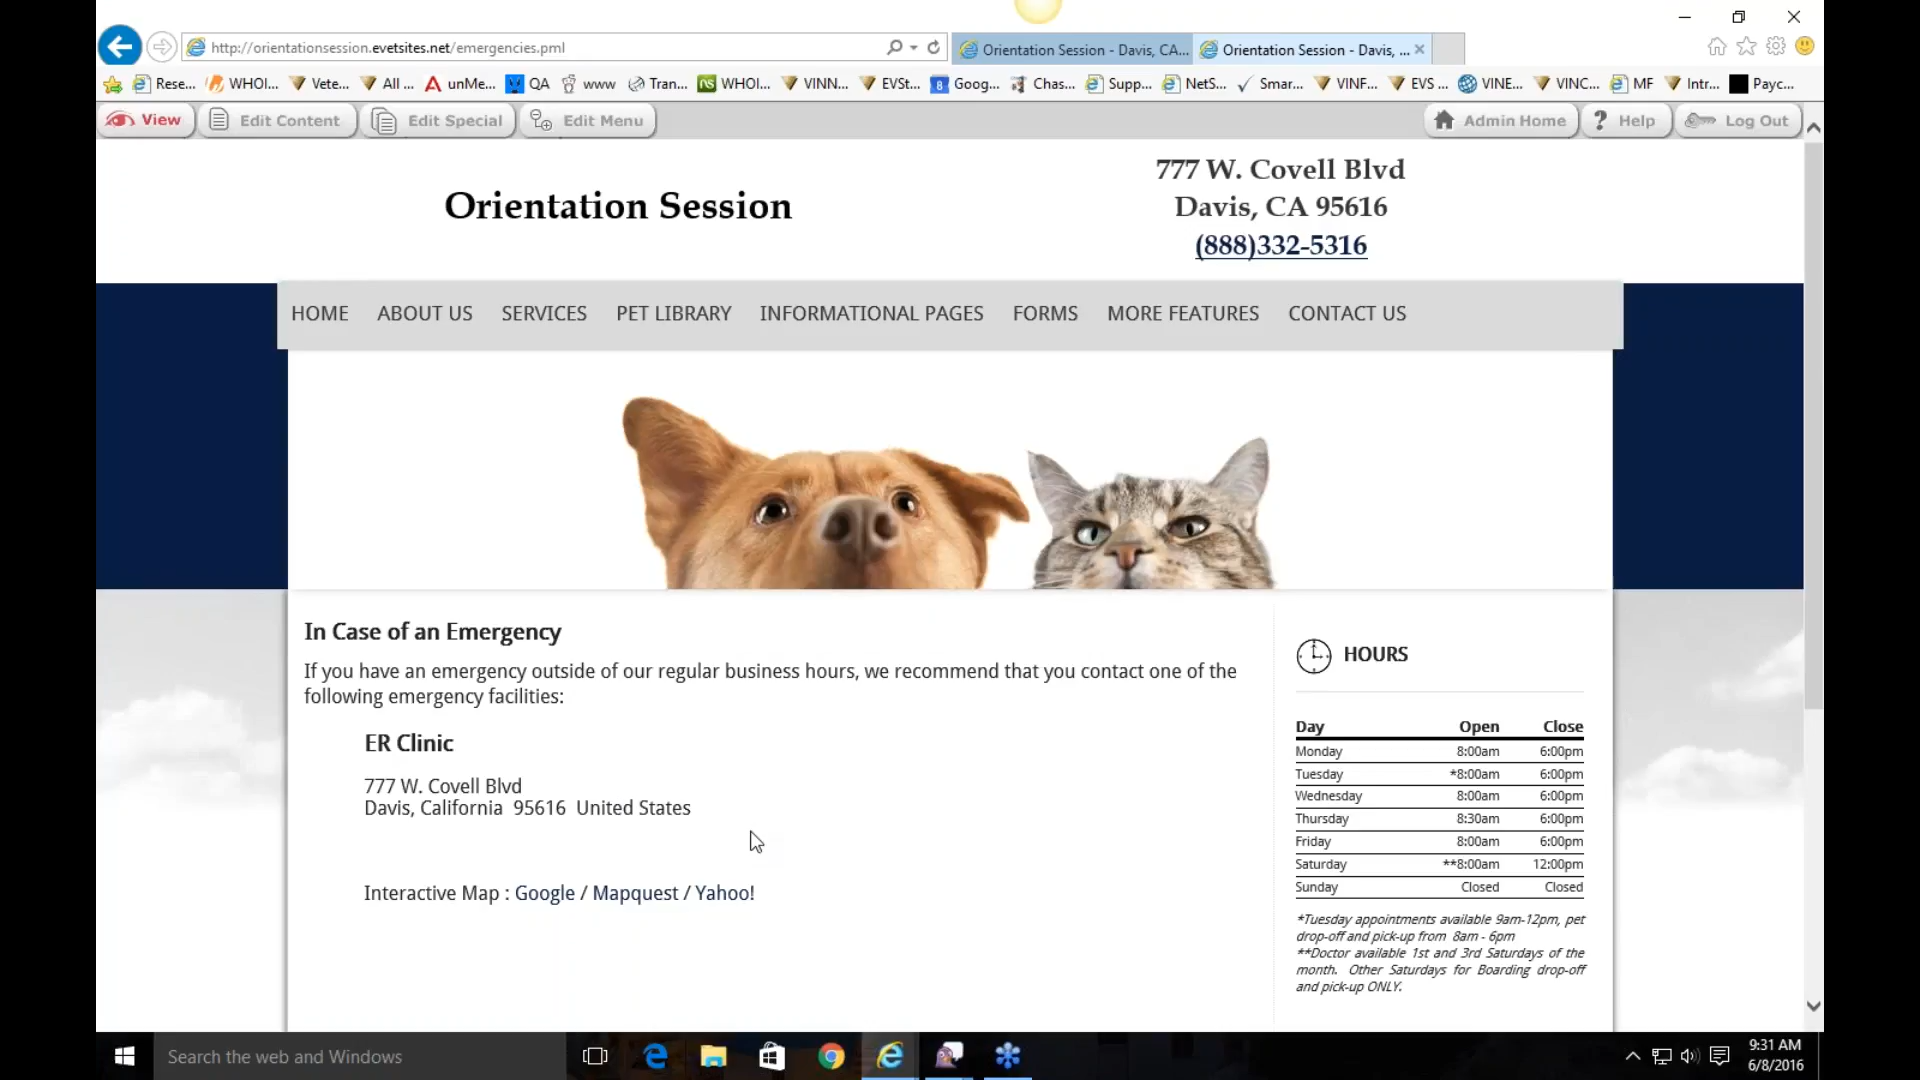 http://orientationsession.evetsites.net/emergencies.pml
Orientation Session - Davis, CA...
Orientation Session - Davis, ...
Rese...
WHOI...
Vete...
All ...
unMe...
QA
www
Tran...
WHOI...
VINN...
EVSt...
Goog...
Chas...
Supp...
NetS...
Smar...
VINF...
EVS ...
VINE...
VINC...
MF
Intr...
Payc...
View
Edit Content
Edit Special
Edit Menu
Admin Home
? Help
Log Out
Orientation Session
777 W. Covell Blvd
Davis, CA 95616
(888)332-5316
HOME ABOUT US SERVICES PET LIBRARY INFORMATIONAL PAGES FORMS MORE FEATURES CONTACT US
In Case of an Emergency
If you have an emergency outside of our regular business hours, we recommend that you contact one of the
following emergency facilities:
ER Clinic
777 W. Covell Blvd
Davis, California 95616 United States
Interactive Map : Google / Mapquest / Yahoo!
HOURS
Day Open Close
Monday 8:00am 6:00pm
Tuesday *8:00am 6:00pm
Wednesday 8:00am 6:00pm
Thursday 8:30am 6:00pm
Friday 8:00am 6:00pm
Saturday **8:00am 12:00pm
Sunday Closed Closed
*Tuesday appointments available 9am-12pm, pet
drop-off and pick-up from 8am - 6pm
**Doctor available 1st and 3rd Saturdays of the
month. Other Saturdays for Boarding drop-off
and pick-up ONLY.
Search the web and Windows
9:31 AM
6/8/2016